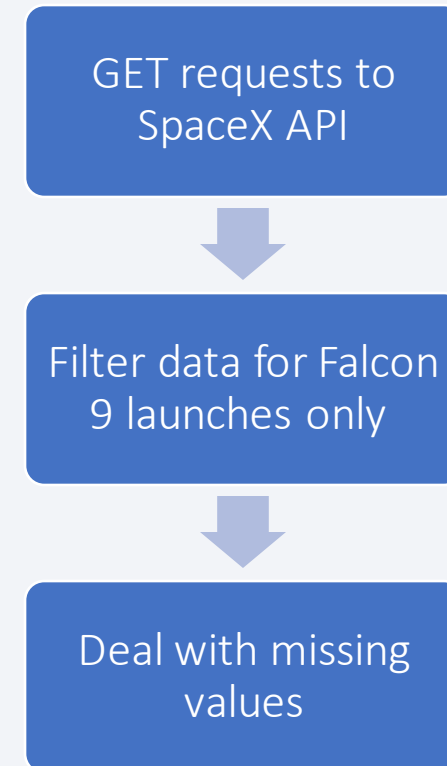 GET requests to
SpaceX API
Filter data for Falcon
9 launches only
Deal with missing
values